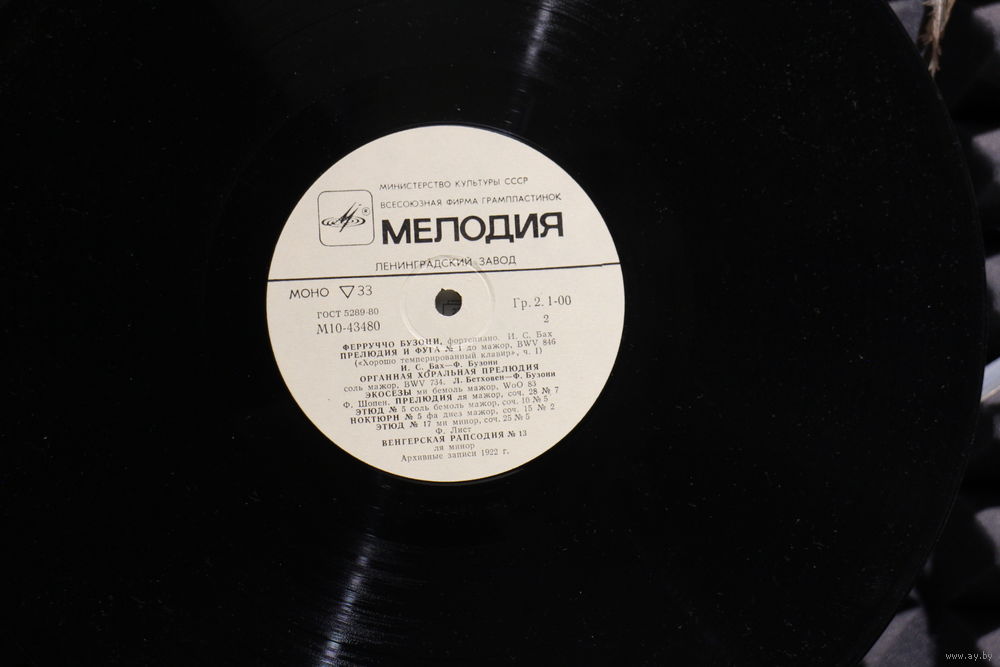 МИНИСТЕРСТВО КУЛЬТУРЫ СССР
ВСЕСОЮЗНАЯ ФИРМА ГРАМПЛАСТИНОК
МЕЛОДИЯ
ЛЕНИНГРАДСКИЙ ЗАВОД
МОНО 33
ГОСТ 5289-80
М10-43480
Гр. 2. 1-00
2
ФЕРРУЧЧО БУЗОНИ, фортепиано. И. С. Бах
ПРЕЛЮДИЯ И ФУГА № 1 до мажор, BWV 846
(«Хорошо темперированный клавир», ч. I)
И. С. Бах—Ф. Бузони
ОРГАННАЯ ХОРАЛЬНАЯ ПРЕЛЮДИЯ
соль мажор, BWV 734. Л. Бетховен—Ф. Бузони
ЭКОСЕЗЫ ми бемоль мажор, WoO 83
Ф. Шопен. ПРЕЛЮДИЯ ля мажор, соч. 28 № 7
ЭТЮД № 5 соль бемоль мажор, соч. 10 № 5
НОКТЮРН № 5 фа диез мажор, соч. 15 № 2
ЭТЮД № 17 ми минор, соч. 25 № 5
Ф. Лист
ВЕНГЕРСКАЯ РАПСОДИЯ № 13
ля минор
Архивные записи 1922 г.
www.ay.by